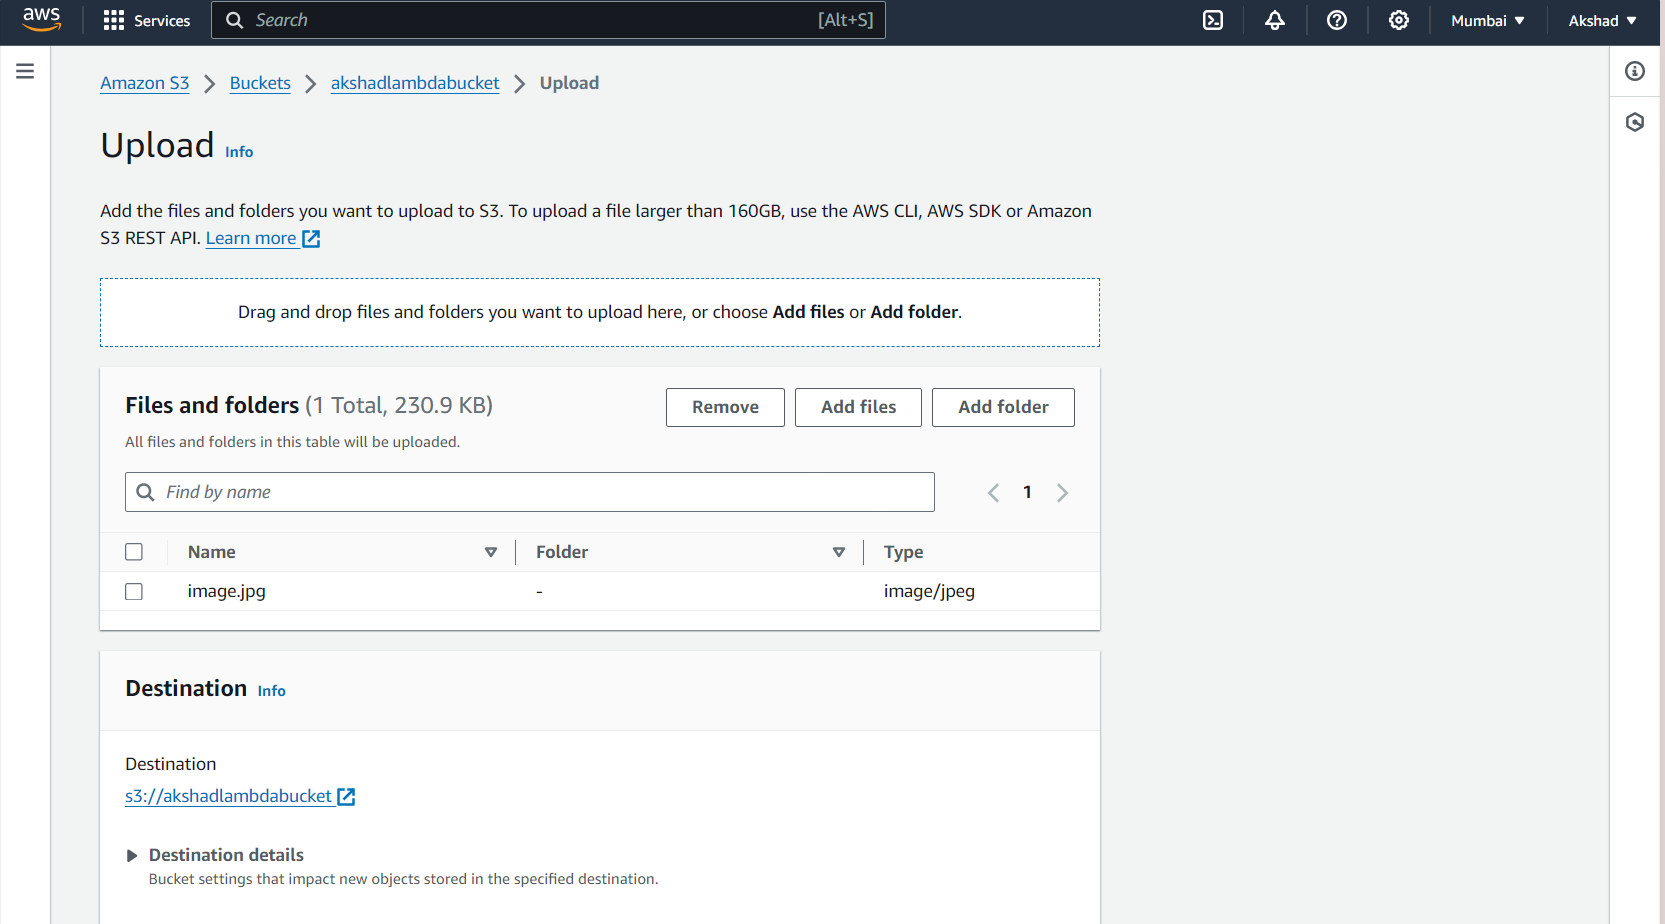 aws Services Search [Alt+S] Mumbai Akshad
Amazon S3 Buckets akshadlambdabucket Upload
Upload Info
Add the files and folders you want to upload to S3. To upload a file larger than 160GB, use the AWS CLI, AWS SDK or Amazon
S3 REST API. Learn more
Drag and drop files and folders you want to upload here, or choose Add files or Add folder.
Files and folders (1 Total, 230.9 KB) Remove Add files Add folder
All files and folders in this table will be uploaded.
Find by name 1
Name Folder Type
image.jpg - image/jpeg
Destination Info
Destination
s3://akshadlambdabucket
Destination details
Bucket settings that impact new objects stored in the specified destination.